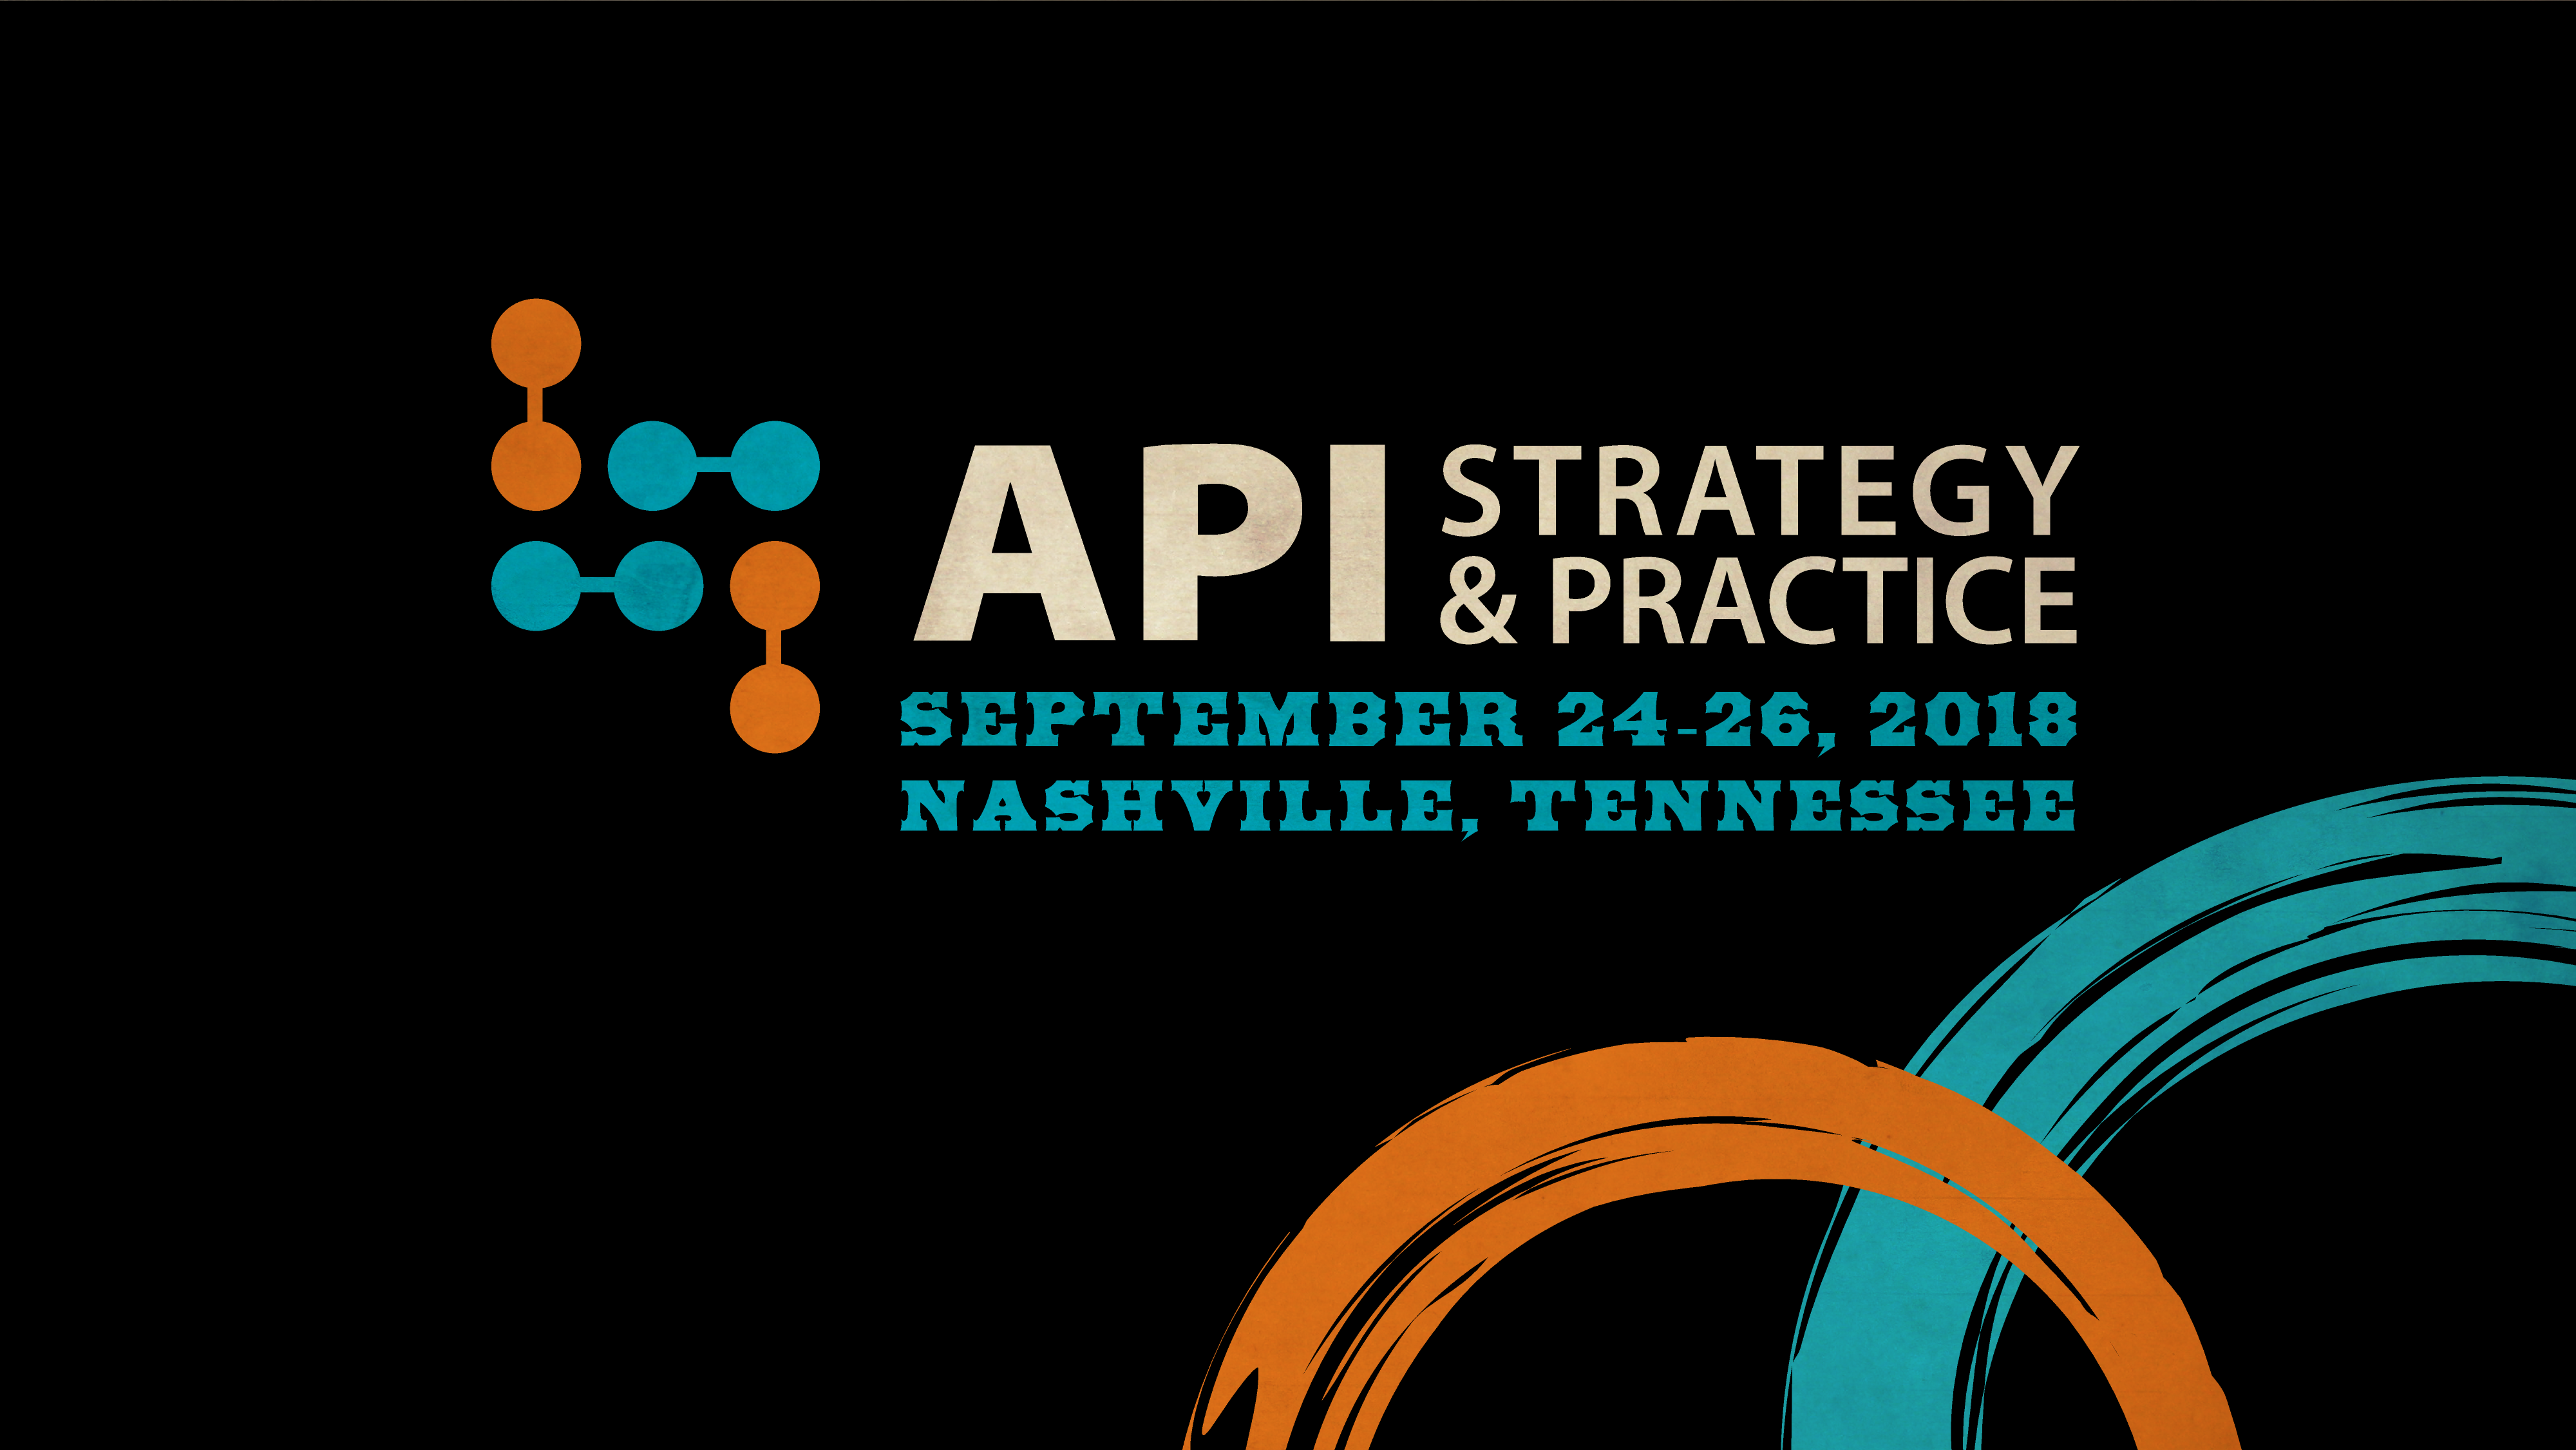 API STRATEGY
& PRACTICE
SEPTEMBER 24-26, 2018
NASHVILLE, TENNESSEE